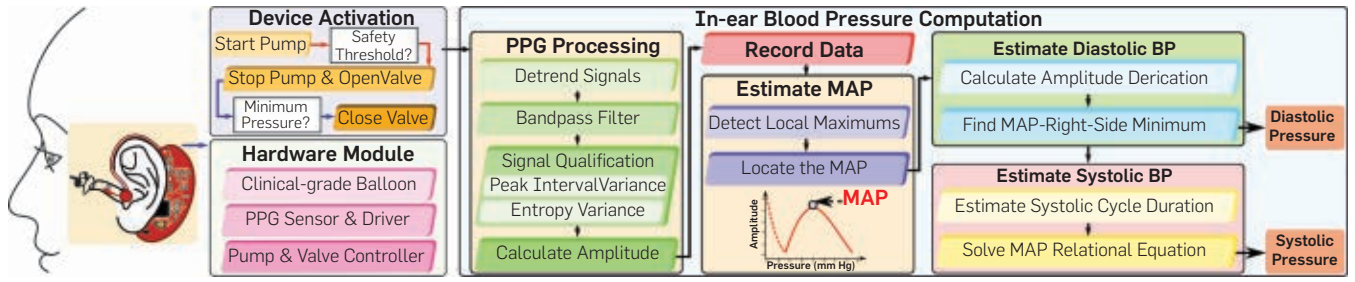 Device Activation
Start Pump
Safety
Threshold?
Stop Pump & OpenValve
Minimum
Pressure?
Close Valve
Hardware Module
Clinical-grade Balloon
PPG Sensor & Driver
Pump & Valve Controller
In-ear Blood Pressure Computation
PPG Processing
Detrend Signals
Bandpass Filter
Signal Qualification
Peak IntervalVariance
Entropy Variance
Calculate Amplitude
Record Data
Estimate MAP
Detect Local Maximums
Locate the MAP
MAP
Amplitude
Pressure (mm Hg)
Estimate Diastolic BP
Calculate Amplitude Derication
Find MAP-Right-Side Minimum
Diastolic
Pressure
Estimate Systolic BP
Estimate Systolic Cycle Duration
Solve MAP Relational Equation
Systolic
Pressure